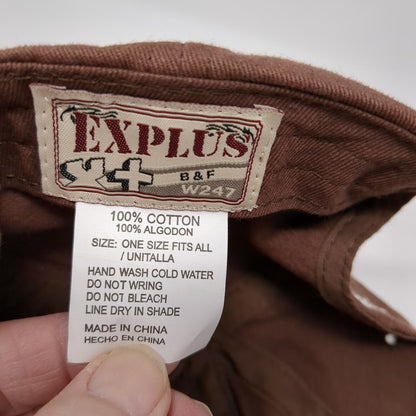 EXPLUS
X+
B&F
W247
100% COTTON
100% ALGODON
SIZE: ONE SIZE FITS ALL
/ UNITALLA
HAND WASH COLD WATER
DO NOT WRING
DO NOT BLEACH
LINE DRY IN SHADE
MADE IN CHINA
HECHO EN CHINA